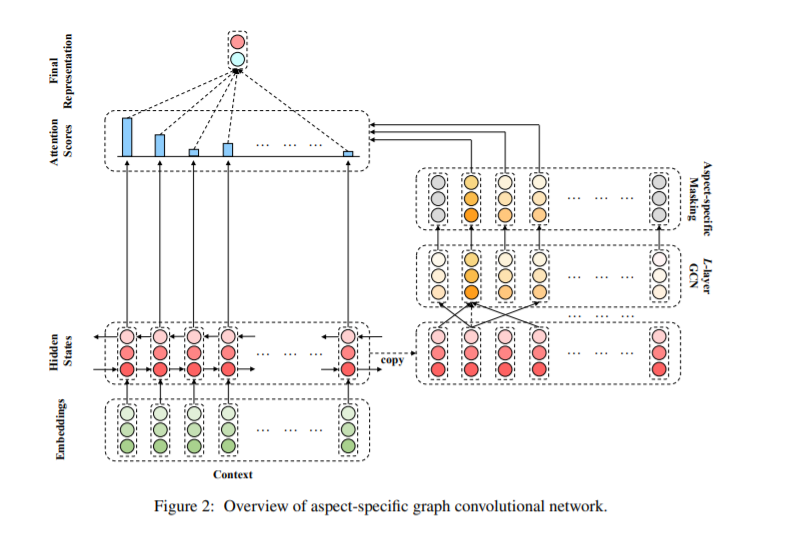 Final
Representation
Attention
Scores
Aspect-specific
Masking
L-layer
GCN
Hidden
States
copy
Embeddings
... ... ...
... ... ...
... ... ...
... ... ...
... ... ...
... ... ...
... ... ...
Context
Figure 2: Overview of aspect-specific graph convolutional network.